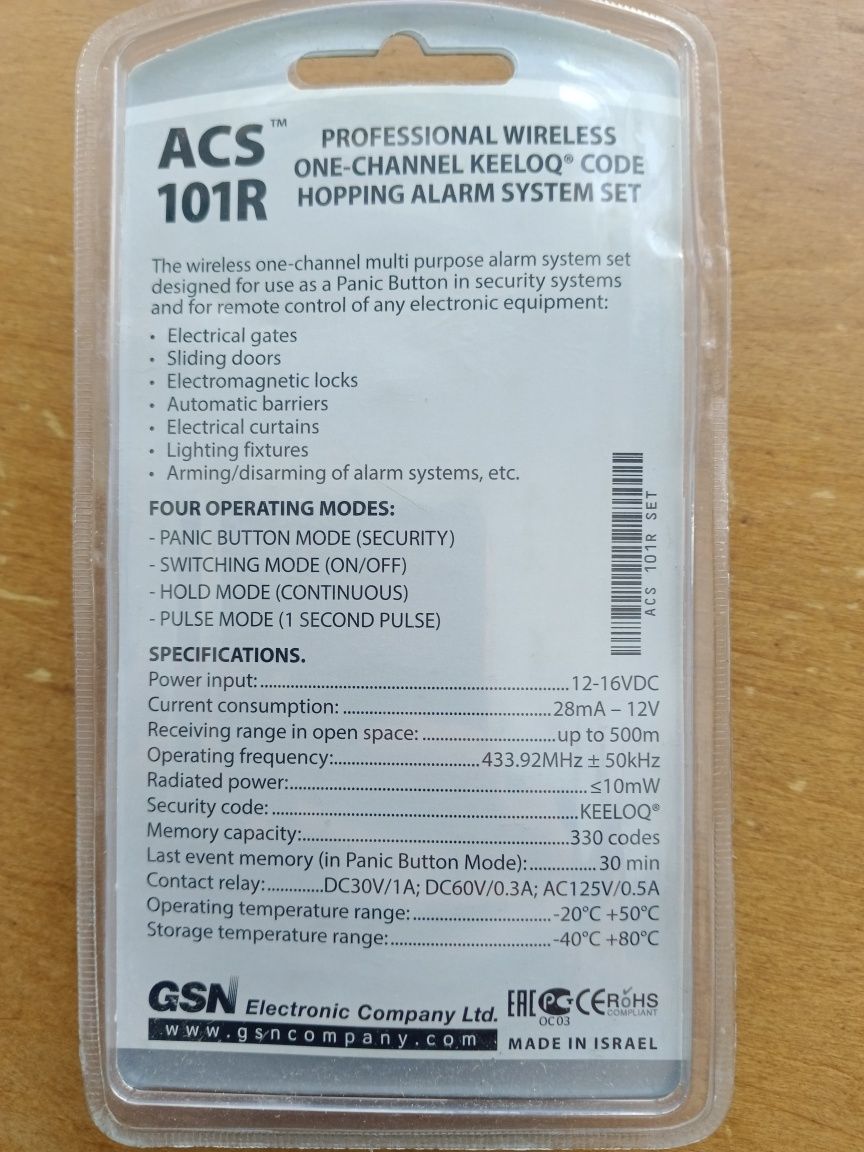 ACS™
101R
PROFESSIONAL WIRELESS
ONE-CHANNEL KEELOQ® CODE
HOPPING ALARM SYSTEM SET
The wireless one-channel multi purpose alarm system set
designed for use as a Panic Button in security systems
and for remote control of any electronic equipment:
• Electrical gates
• Sliding doors
• Electromagnetic locks
• Automatic barriers
• Electrical curtains
• Lighting fixtures
• Arming/disarming of alarm systems, etc.
FOUR OPERATING MODES:
- PANIC BUTTON MODE (SECURITY)
- SWITCHING MODE (ON/OFF)
- HOLD MODE (CONTINUOUS)
- PULSE MODE (1 SECOND PULSE)
ACS 101R SET
SPECIFICATIONS.
Power input:..........12-16VDC
Current consumption: ..........28mA – 12V
Receiving range in open space: ..........up to 500m
Operating frequency:..........433.92MHz ± 50kHz
Radiated power:..........≤10mW
Security code: ..........KEELOQ®
Memory capacity:..........330 codes
Last event memory (in Panic Button Mode):..........30 min
Contact relay:..........DC30V/1A; DC60V/0.3A; AC125V/0.5A
Operating temperature range:..........-20°C +50°C
Storage temperature range:..........-40°C +80°C
GSN Electronic Company Ltd.
www.gsncompany.com
EAC PG CE RoHS
COMPLIANT
OC03
MADE IN ISRAEL